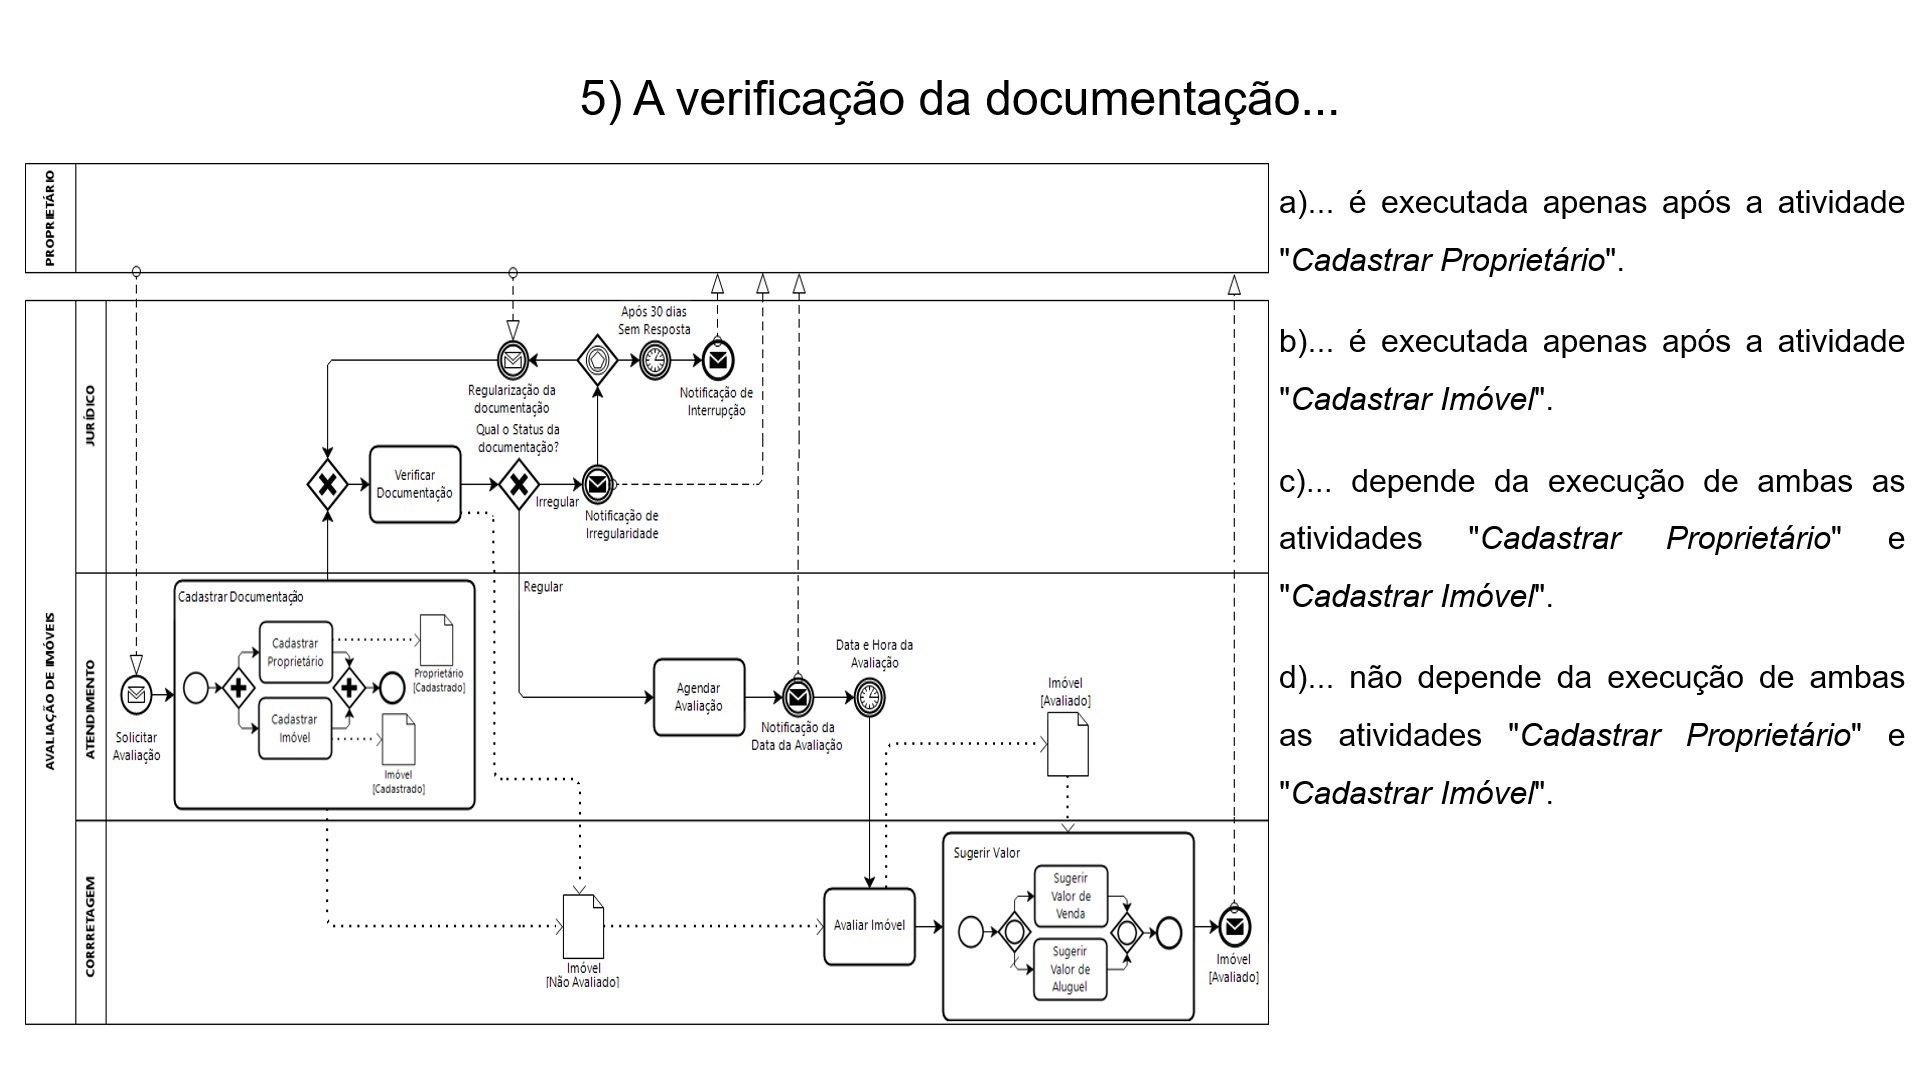 5) A verificação da documentação...
PROPRIETÁRIO
AVALIAÇÃO DE IMÓVEIS
JURÍDICO
Após 30 dias
Sem Resposta
Regularização da
documentação
Notificação de
Interrupção
Qual o Status da
documentação?
Verificar
Documentação
Irregular
Notificação de
Irregularidade
ATENDIMENTO
Regular
Cadastrar Documentação
Cadastrar
Proprietário
Proprietário
[Cadastrado]
Cadastrar
Imóvel
Imóvel
[Cadastrado]
Solicitar
Avaliação
Agendar
Avaliação
Data e Hora da
Avaliação
Notificação da
Data da Avaliação
Imóvel
[Avaliado]
CORRETAGEM
Imóvel
[Não Avaliado]
Avaliar Imóvel
Sugerir Valor
Sugerir
Valor de
Venda
Sugerir
Valor de
Aluguel
Imóvel
[Avaliado]
a)... é executada apenas após a atividade
"Cadastrar Proprietário".
b)... é executada apenas após a atividade
"Cadastrar Imóvel".
c)... depende da execução de ambas as
atividades "Cadastrar Proprietário" e
"Cadastrar Imóvel".
d)... não depende da execução de ambas
as atividades "Cadastrar Proprietário" e
"Cadastrar Imóvel".